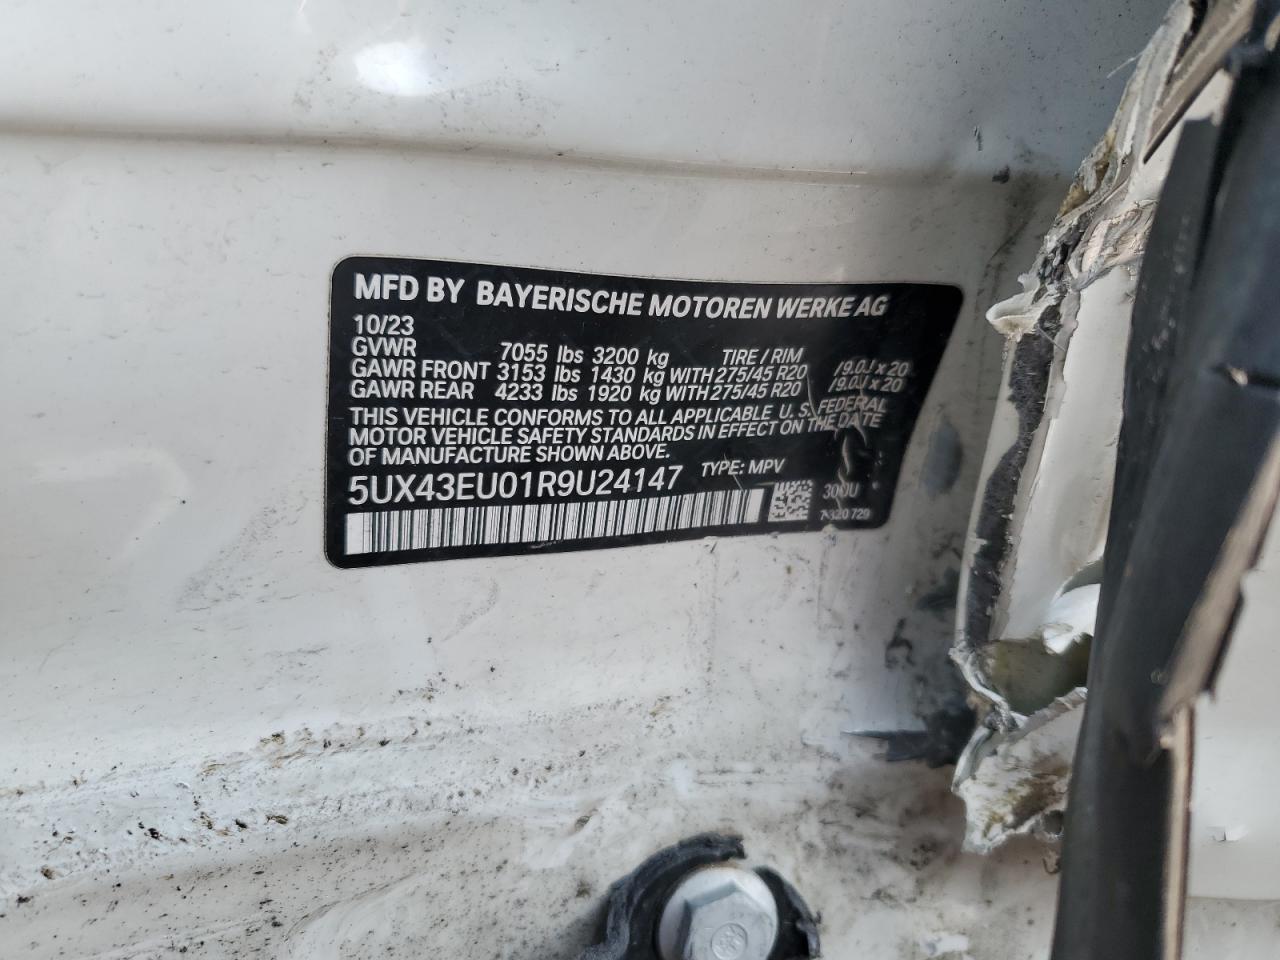 MFD BY BAYERISCHE MOTOREN WERKE AG
10/23
GVWR 7055 lbs 3200 kg TIRE / RIM
GAWR FRONT 3153 lbs 1430 kg WITH 275/45 R20 /9.0J x 20
GAWR REAR 4233 lbs 1920 kg WITH 275/45 R20 /9.0J x 20
THIS VEHICLE CONFORMS TO ALL APPLICABLE U. S. FEDERAL
MOTOR VEHICLE SAFETY STANDARDS IN EFFECT ON THE DATE
OF MANUFACTURE SHOWN ABOVE.
5UX43EU01R9U24147 TYPE: MPV